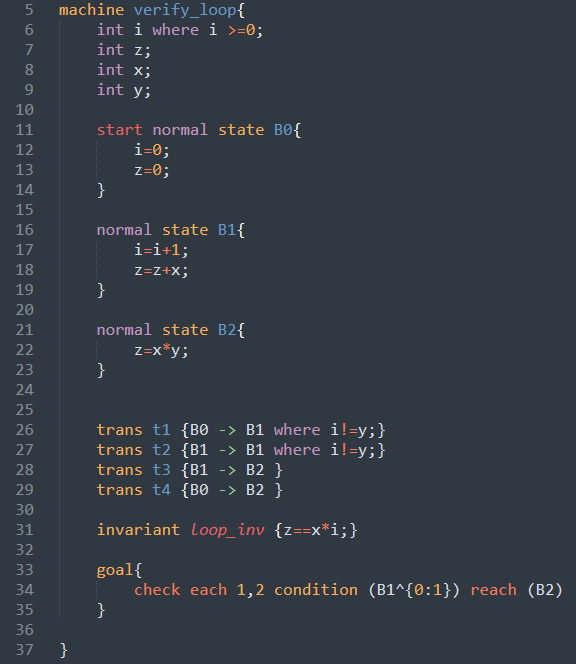 5 machine verify_loop{
6 int i where i >=0;
7 int z;
8 int x;
9 int y;
10
11 start normal state B0{
12 i=0;
13 z=0;
14 }
15
16 normal state B1{
17 i=i+1;
18 z=z+x;
19 }
20
21 normal state B2{
22 z=x*y;
23 }
24
25
26 trans t1 {B0 -> B1 where i!=y;}
27 trans t2 {B1 -> B1 where i!=y;}
28 trans t3 {B1 -> B2 }
29 trans t4 {B0 -> B2 }
30
31 invariant loop_inv {z==x*i;}
32
33 goal{
34 check each 1,2 condition (B1^{0:1}) reach (B2)
35 }
36
37 }